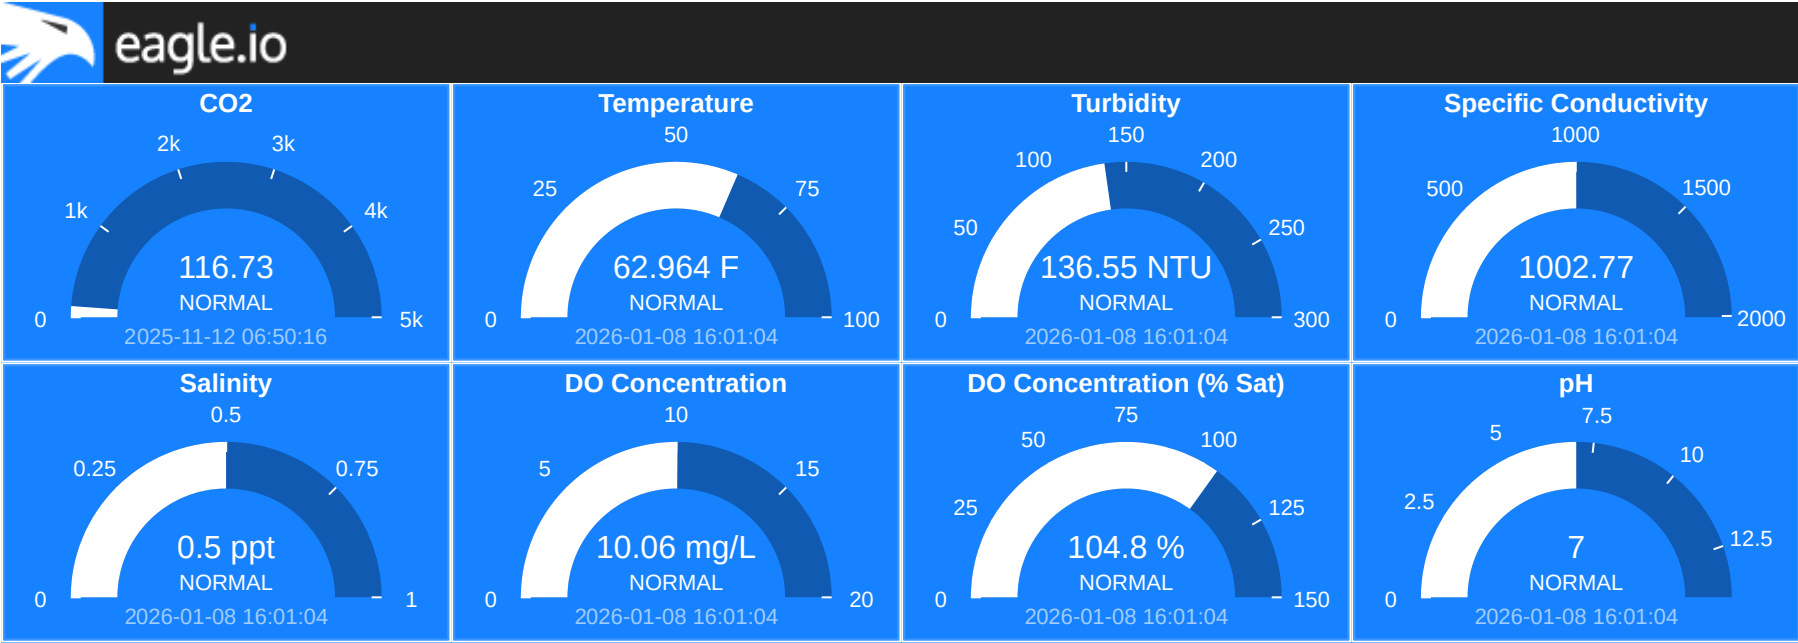 eagle.io
CO2
2k
3k
1k
4k
116.73
NORMAL
0
5k
2025-11-12 06:50:16
Temperature
50
25
75
62.964 F
NORMAL
0
100
2026-01-08 16:01:04
Turbidity
150
100
200
50
250
136.55 NTU
NORMAL
0
300
2026-01-08 16:01:04
Specific Conductivity
1000
500
1500
1002.77
NORMAL
0
2000
2026-01-08 16:01:04
Salinity
0.5
0.25
0.75
0.5 ppt
NORMAL
0
1
2026-01-08 16:01:04
DO Concentration
10
5
15
10.06 mg/L
NORMAL
0
20
2026-01-08 16:01:04
DO Concentration (% Sat)
75
50
100
25
125
104.8 %
NORMAL
0
150
2026-01-08 16:01:04
pH
7.5
5
10
2.5
12.5
7
NORMAL
0
2026-01-08 16:01:04